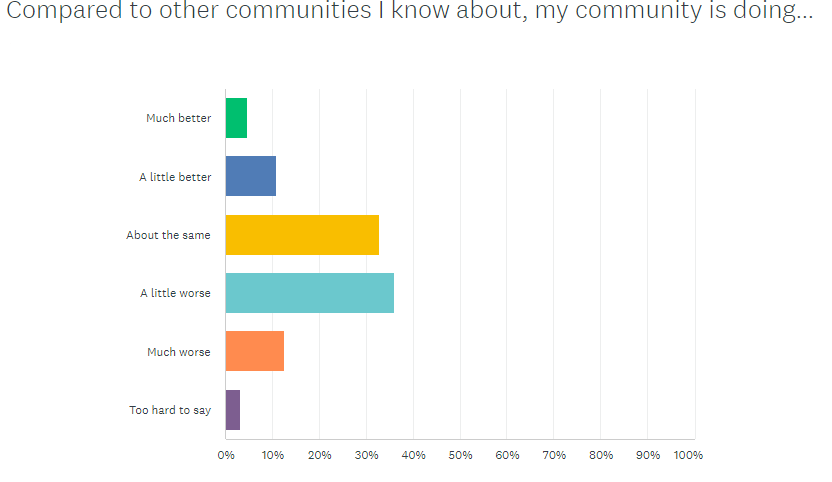 Compared to other communities I know about, my community is doing...
Much better
A little better
About the same
A little worse
Much worse
Too hard to say
0% 10% 20% 30% 40% 50% 60% 70% 80% 90% 100%